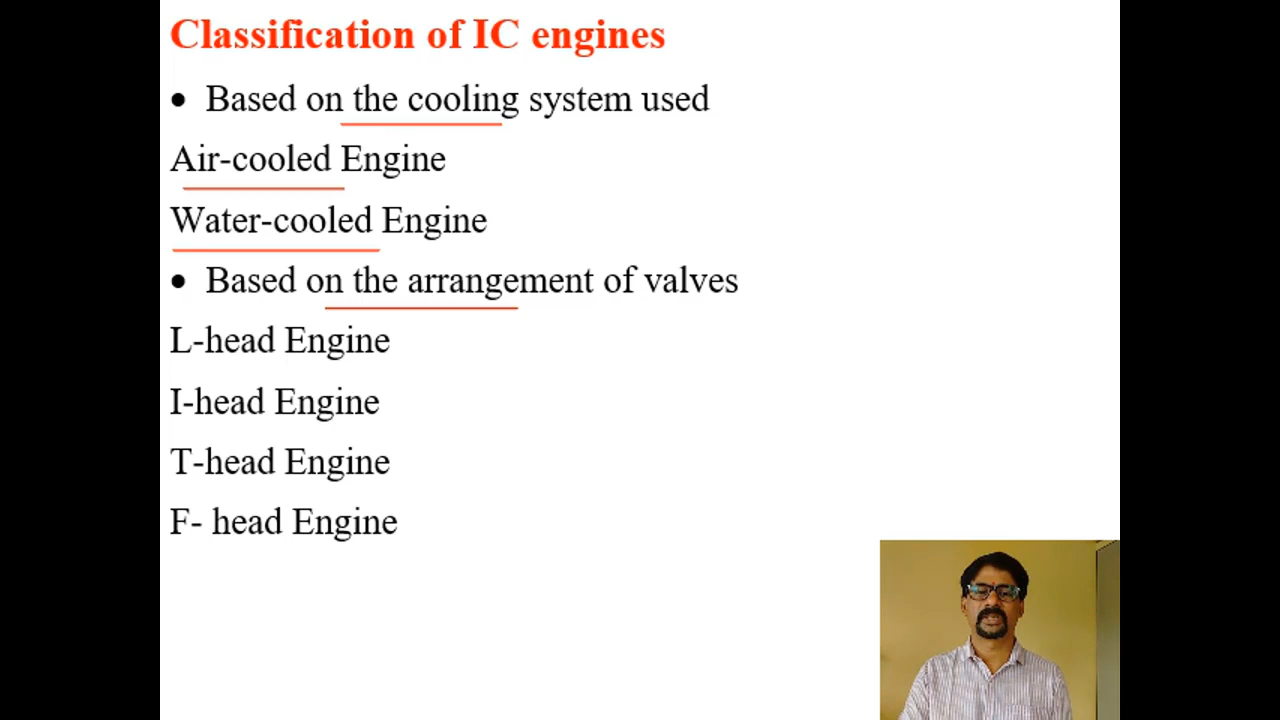 Classification of IC engines
• Based on the cooling system used
Air-cooled Engine
Water-cooled Engine
• Based on the arrangement of valves
L-head Engine
I-head Engine
T-head Engine
F- head Engine